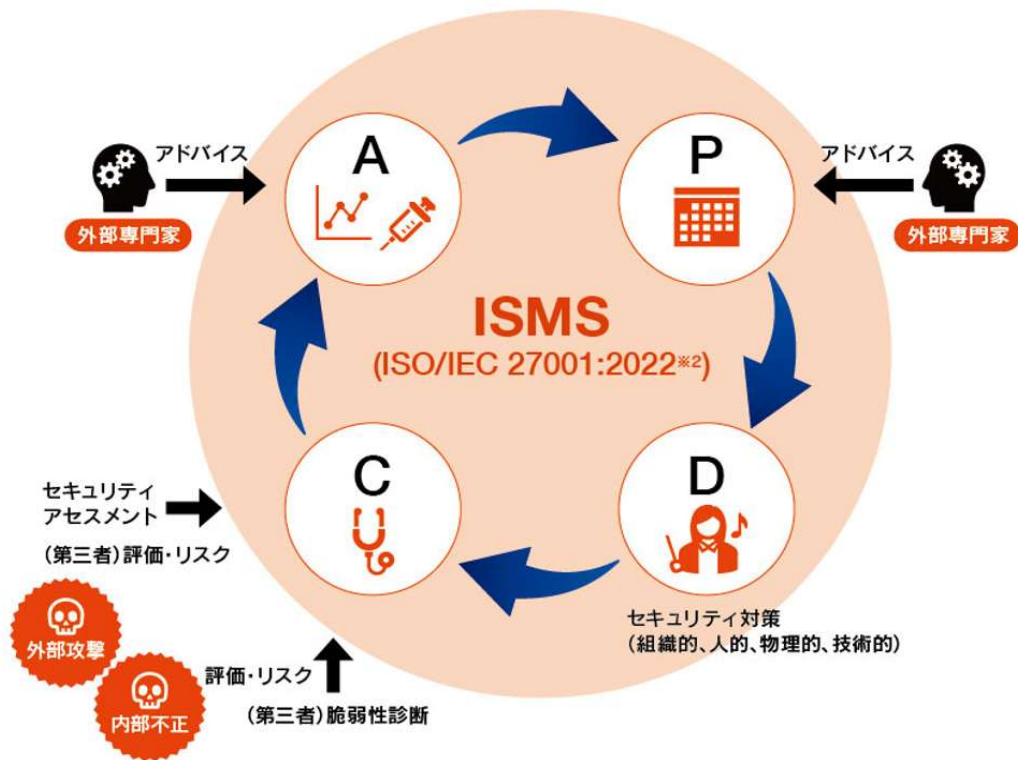 A
P
アドバイス
外部専門家
アドバイス
外部専門家
ISMS
(ISO/IEC 27001:2022※2)
C
D
セキュリティ
アセスメント
(第三者)評価・リスク
外部攻撃
内部不正
評価・リスク
(第三者)脆弱性診断
セキュリティ対策
(組織的、人的、物理的、技術的)